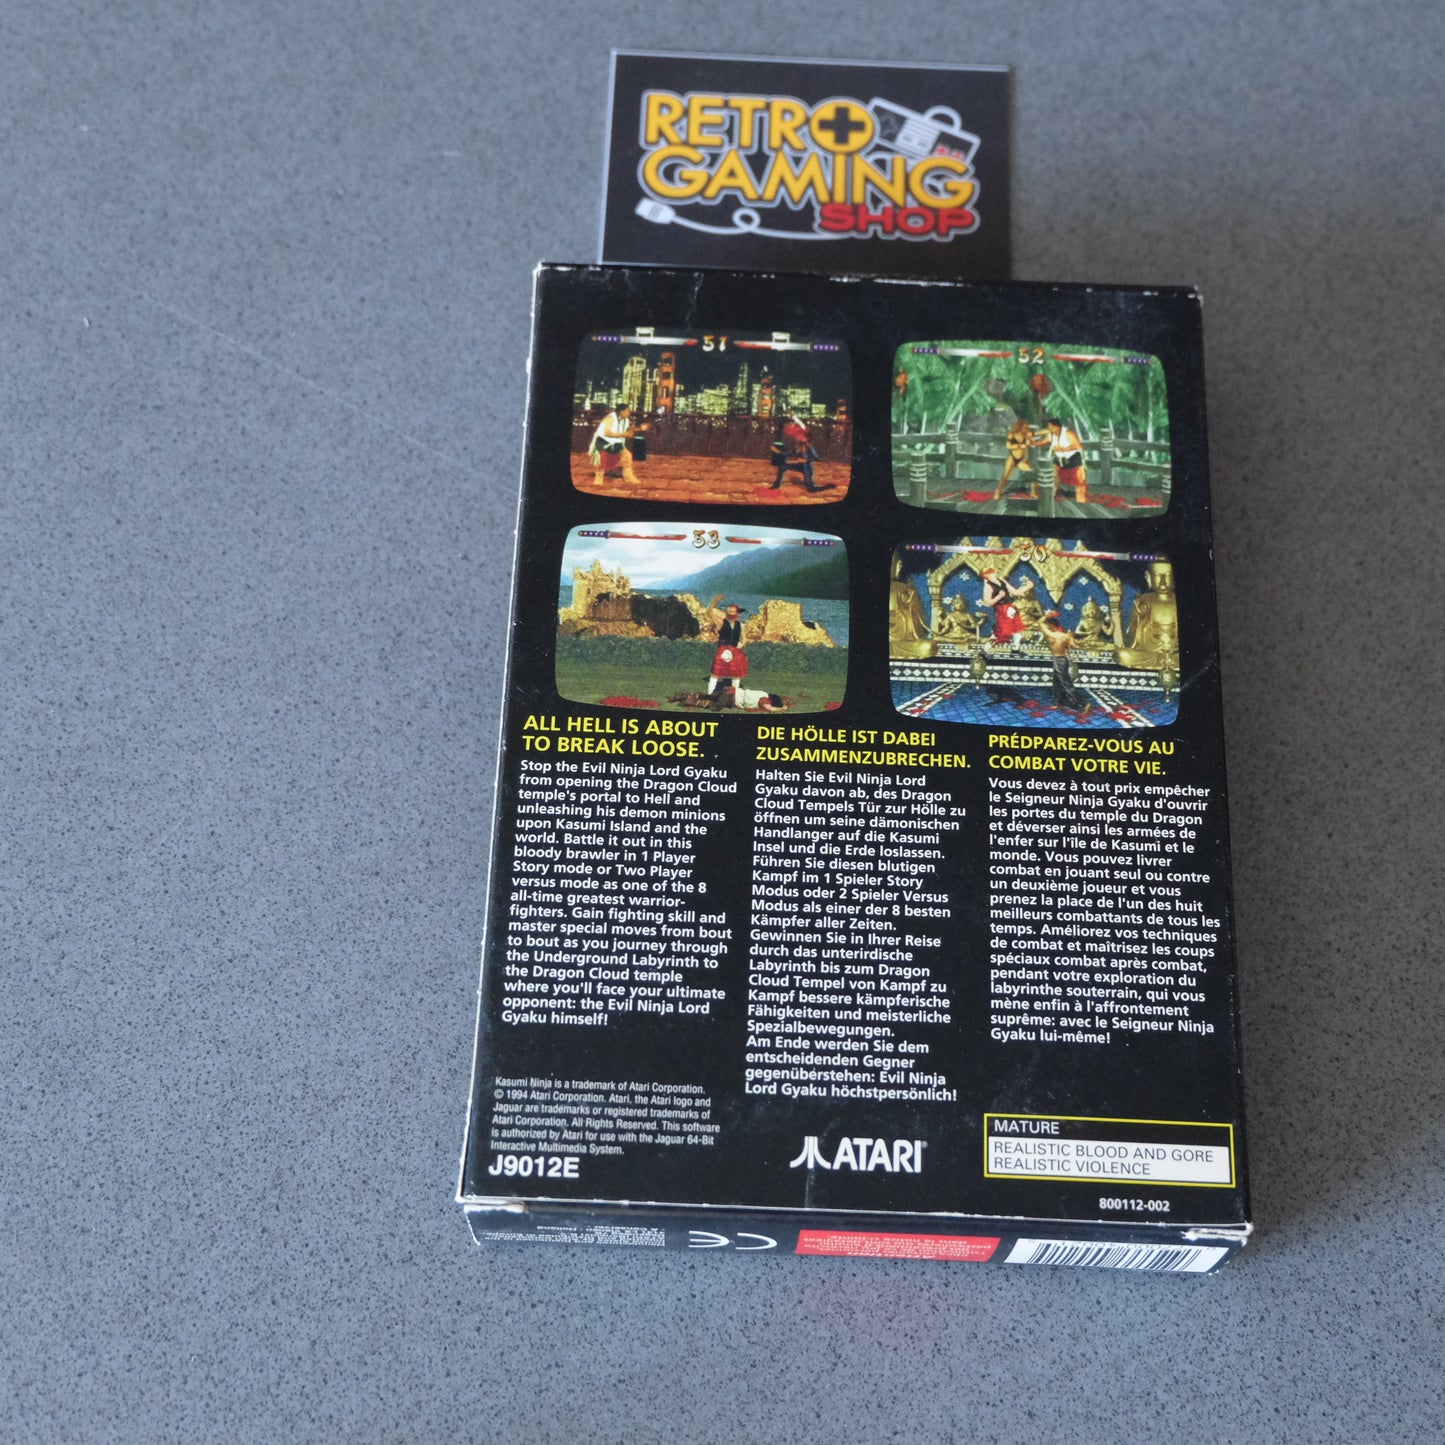 RETRO
GAMING
SHOP
51
52
53
30
ALL HELL IS ABOUT
TO BREAK LOOSE.
Stop the Evil Ninja Lord Gyaku
from opening the Dragon Cloud
temple's portal to Hell and
unleashing his demon minions
upon Kasumi Island and the
world. Battle it out in this
bloody brawler in 1 Player
Story mode or Two Player
versus mode as one of the 8
all-time greatest warrior-
fighters. Gain fighting skill and
master special moves from bout
to bout as you journey through
the Underground Labyrinth to
the Dragon Cloud temple
where you'll face your ultimate
opponent: the Evil Ninja Lord
Gyaku himself!
DIE HÖLLE IST DABEI
ZUSAMMENZUBRECHEN.
Halten Sie Evil Ninja Lord
Gyaku davon ab, des Dragon
Cloud Tempels Tür zur Hölle zu
öffnen um seine dämonischen
Handlanger auf die Kasumi
Insel und die Erde loslassen.
Führen Sie diesen blutigen
Kampf im 1 Spieler Story
Modus oder 2 Spieler Versus
Modus als einer der 8 besten
Kämpfer aller Zeiten.
Gewinnen Sie in Ihrer Reise
durch das unterirdische
Labyrinth bis zum Dragon
Cloud Tempel von Kampf zu
Kampf bessere kämpferische
Fähigkeiten und meisterliche
Spezialbewegungen.
Am Ende werden Sie dem
entscheidenden Gegner
gegenüberstehen: Evil Ninja
Lord Gyaku höchstpersönlich!
PRÉDPAREZ-VOUS AU
COMBAT VOTRE VIE.
Vous devez à tout prix empêcher
le Seigneur Ninja Gyaku d'ouvrir
les portes du temple du Dragon
et déverser ainsi les armées de
l'enfer sur l'île de Kasumi et le
monde. Vous pouvez livrer
combat en jouant seul ou contre
un deuxième joueur et vous
prenez la place de l'un des huit
meilleurs combattants de tous les
temps. Améliorez vos techniques
de combat et maîtrisez les coups
spéciaux combat après combat,
pendant votre exploration du
labyrinthe souterrain, qui vous
mène enfin à l'affrontement
suprême: avec le Seigneur Ninja
Gyaku lui-même!
Kasumi Ninja is a trademark of Atari Corporation.
© 1994 Atari Corporation. Atari, the Atari logo and
Jaguar are trademarks or registered trademarks of
Atari Corporation. All Rights Reserved. This software
is authorized by Atari for use with the Jaguar 64-Bit
Interactive Multimedia System.
J9012E
ATARI®
MATURE
REALISTIC BLOOD AND GORE
REALISTIC VIOLENCE
800112-002
CE